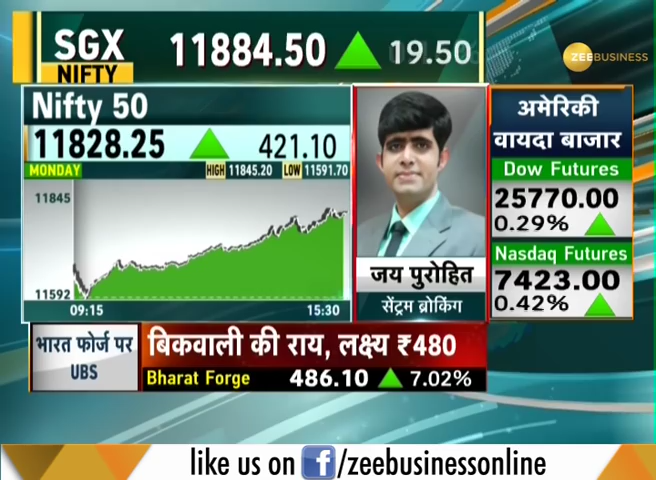 SGX
NIFTY
11884.50 19.50
ZEEBUSINESS
Nifty 50
11828.25 421.10
MONDAY HIGH 11845.20 LOW 11591.70
11845
11592
09:15 15:30
जय पुरोहित
सेंट्रम ब्रोकिंग
अमेरिकी
वायदा बाजार
Dow Futures
25770.00
0.29%
Nasdaq Futures
7423.00
0.42%
भारत फोर्ज पर
UBS
बिकवाली की राय, लक्ष्य ₹480
Bharat Forge 486.10 7.02%
like us on f/zeebusinessonline